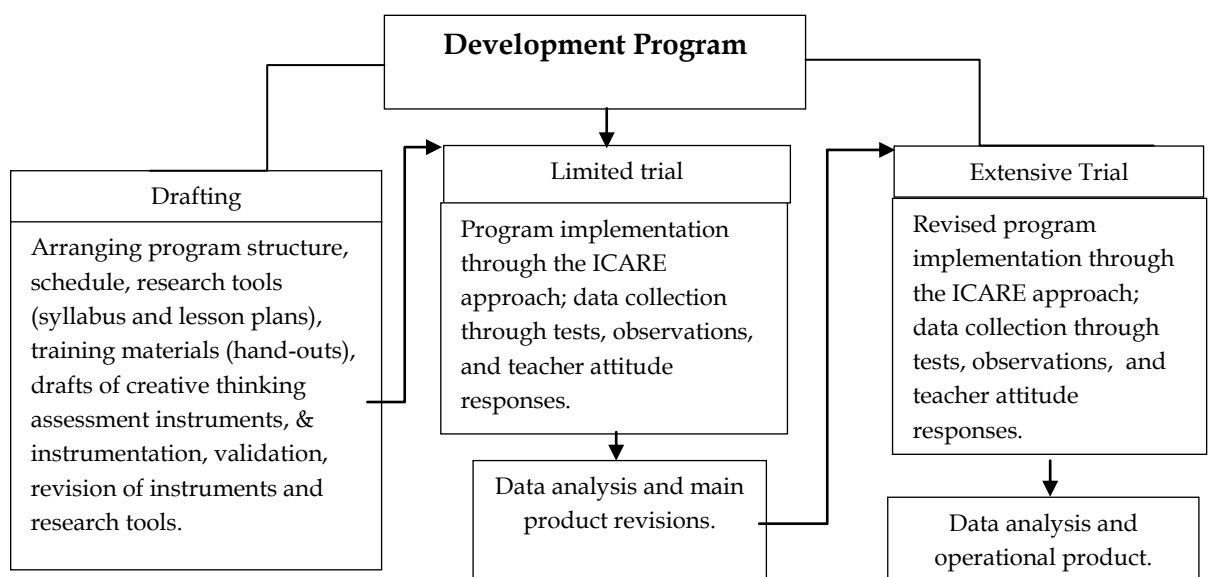 Development Program
Drafting
Arranging program structure,
schedule, research tools
(syllabus and lesson plans),
training materials (hand-outs),
drafts of creative thinking
assessment instruments, &
instrumentation, validation,
revision of instruments and
research tools.
Limited trial
Program implementation
through the ICARE
approach; data collection
through tests, observations,
and teacher attitude
responses.
Data analysis and main
product revisions.
Extensive Trial
Revised program
implementation through
the ICARE approach;
data collection through
tests, observations, and
teacher attitude
responses.
Data analysis and
operational product.